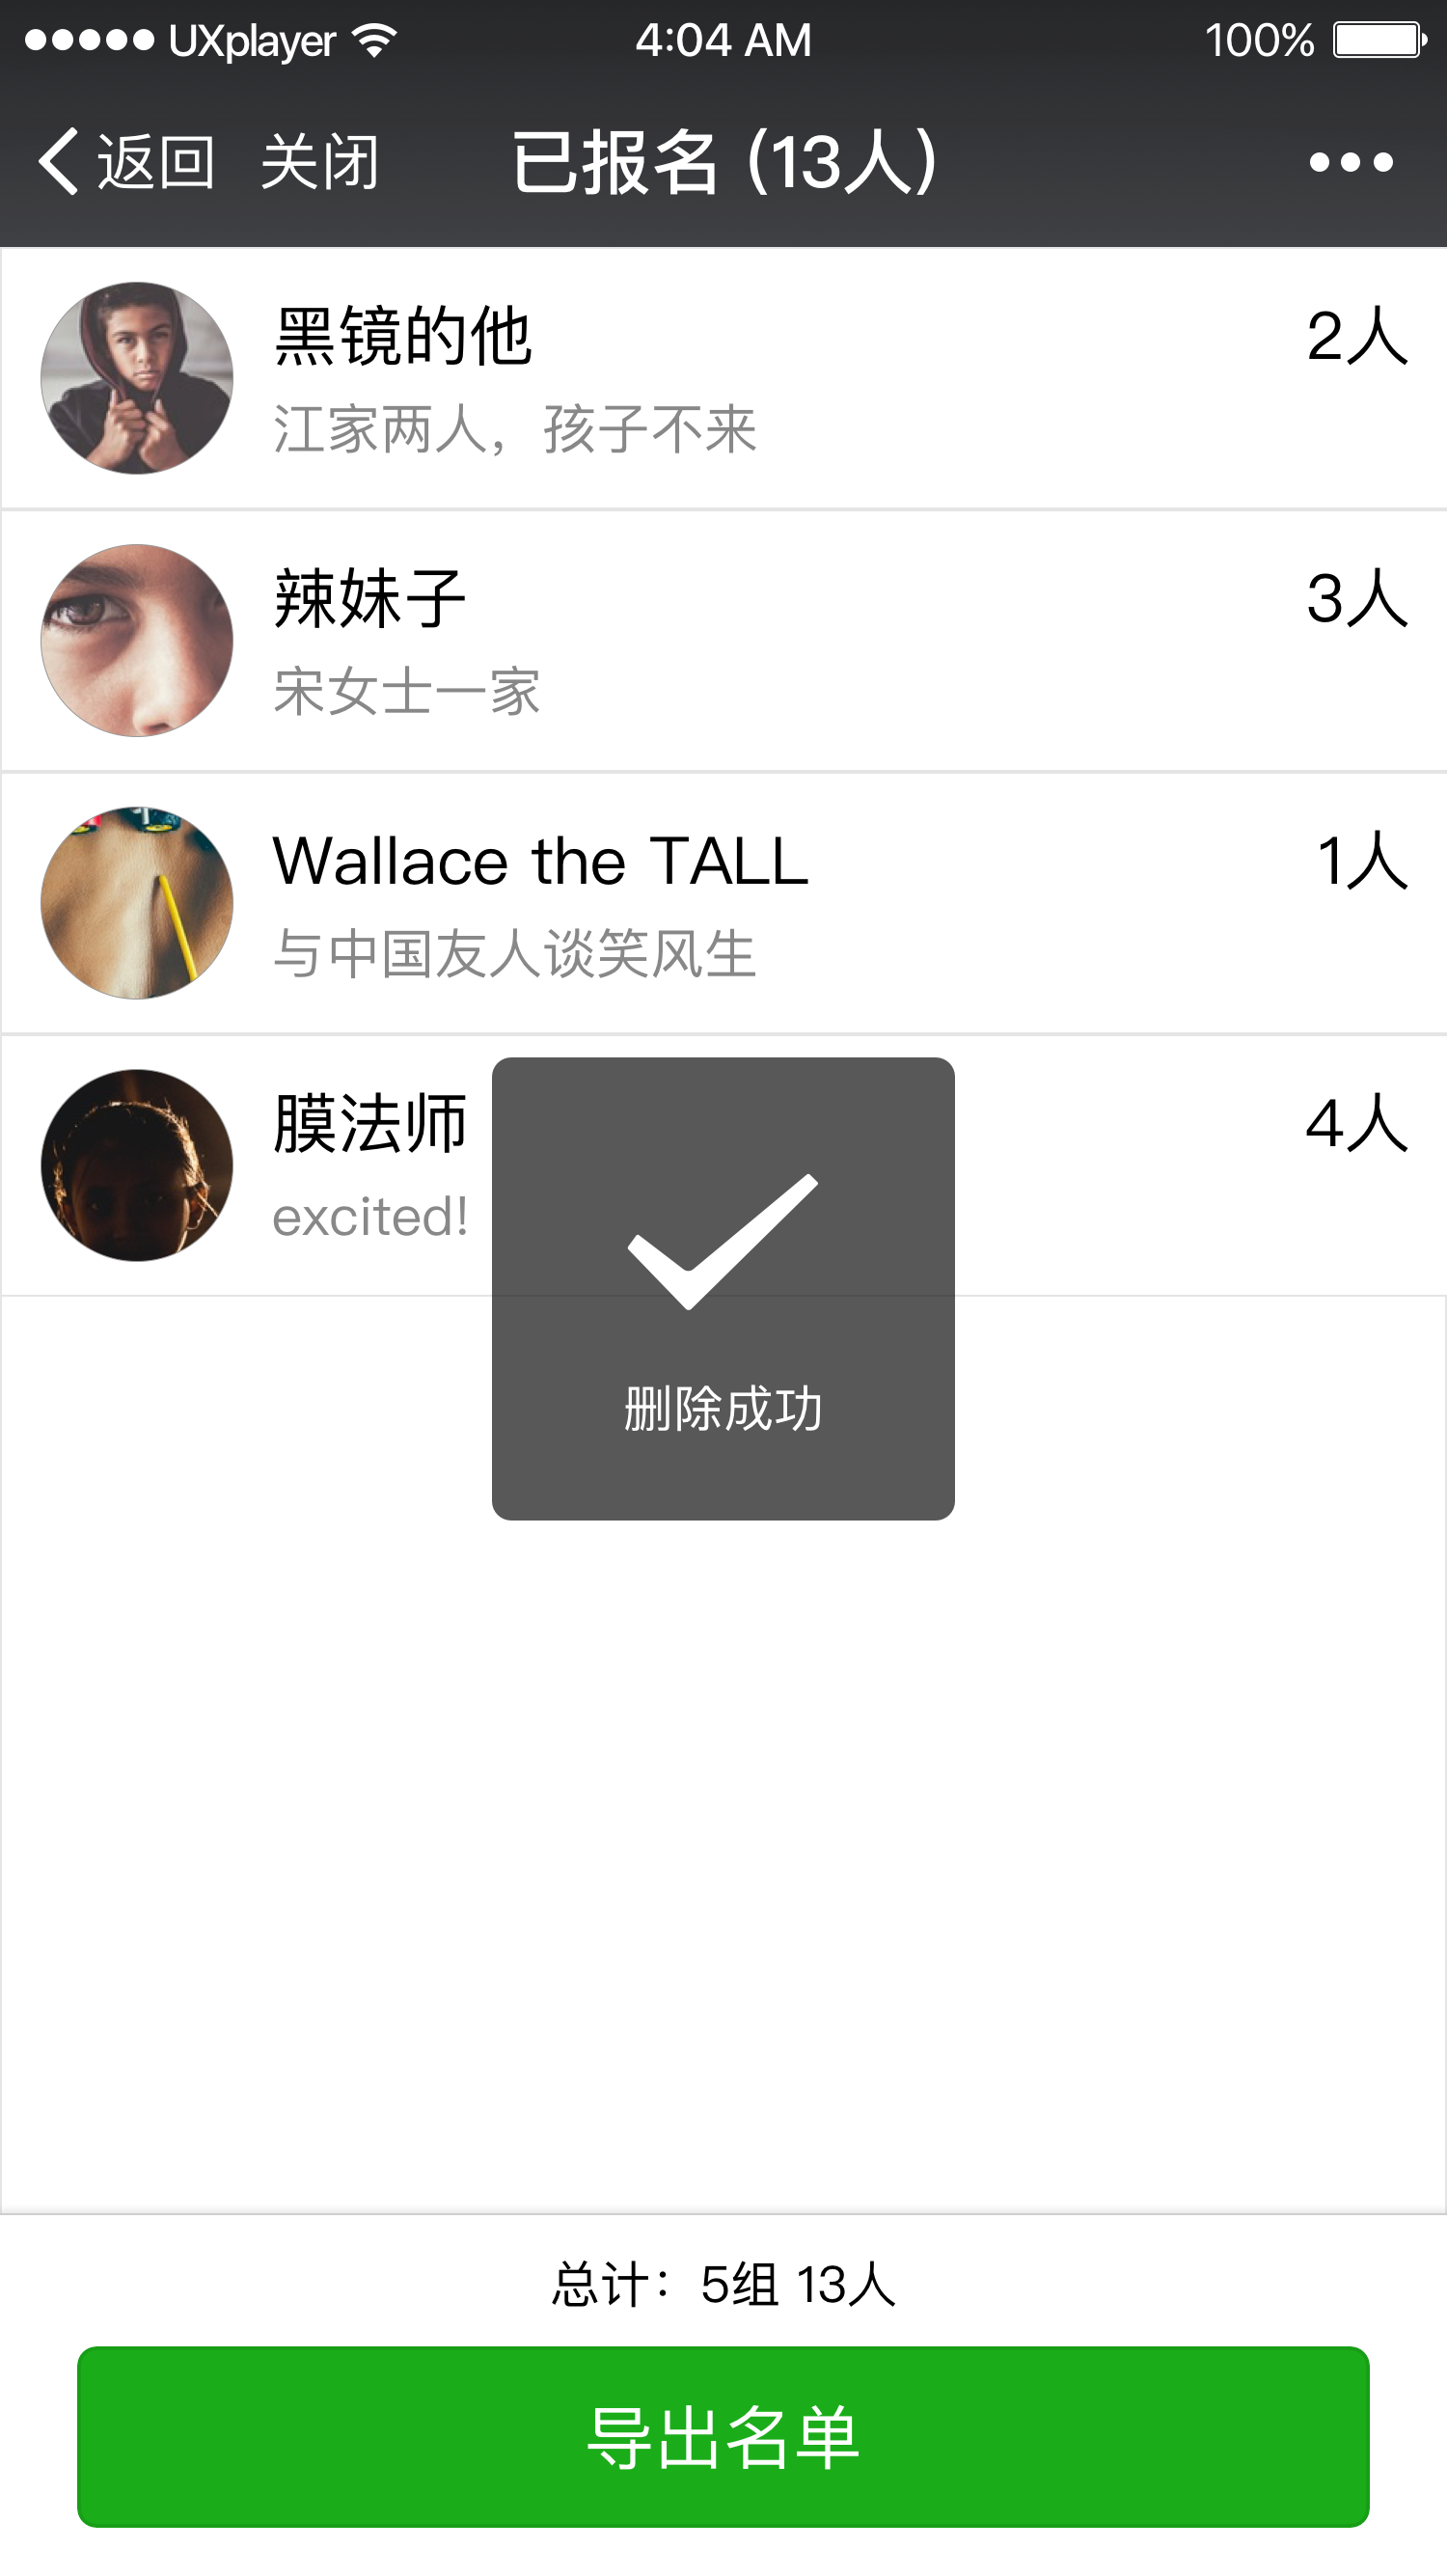 UXplayer 4:04 AM 100%
返回 关闭 已报名 (13人)
黑镜的他 2人
江家两人，孩子不来
辣妹子 3人
宋女士一家
Wallace the TALL 1人
与中国友人谈笑风生
膜法师 4人
excited!
删除成功
总计：5组 13人
导出名单